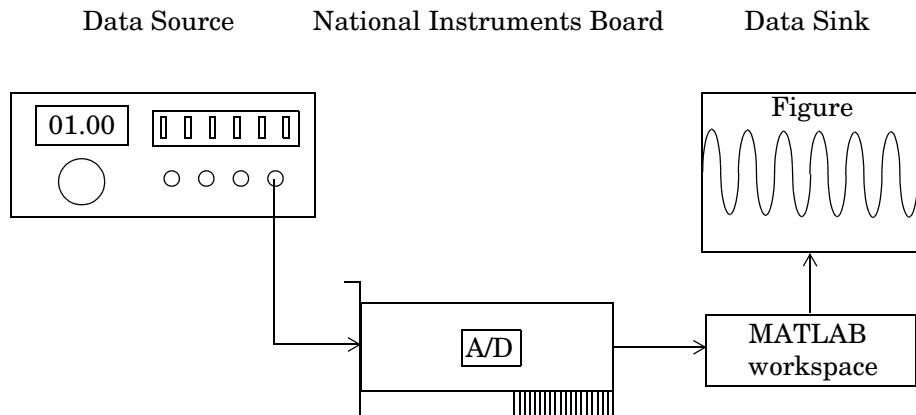 Data Source
National Instruments Board
Data Sink
01.00
Figure
A/D
MATLAB
workspace